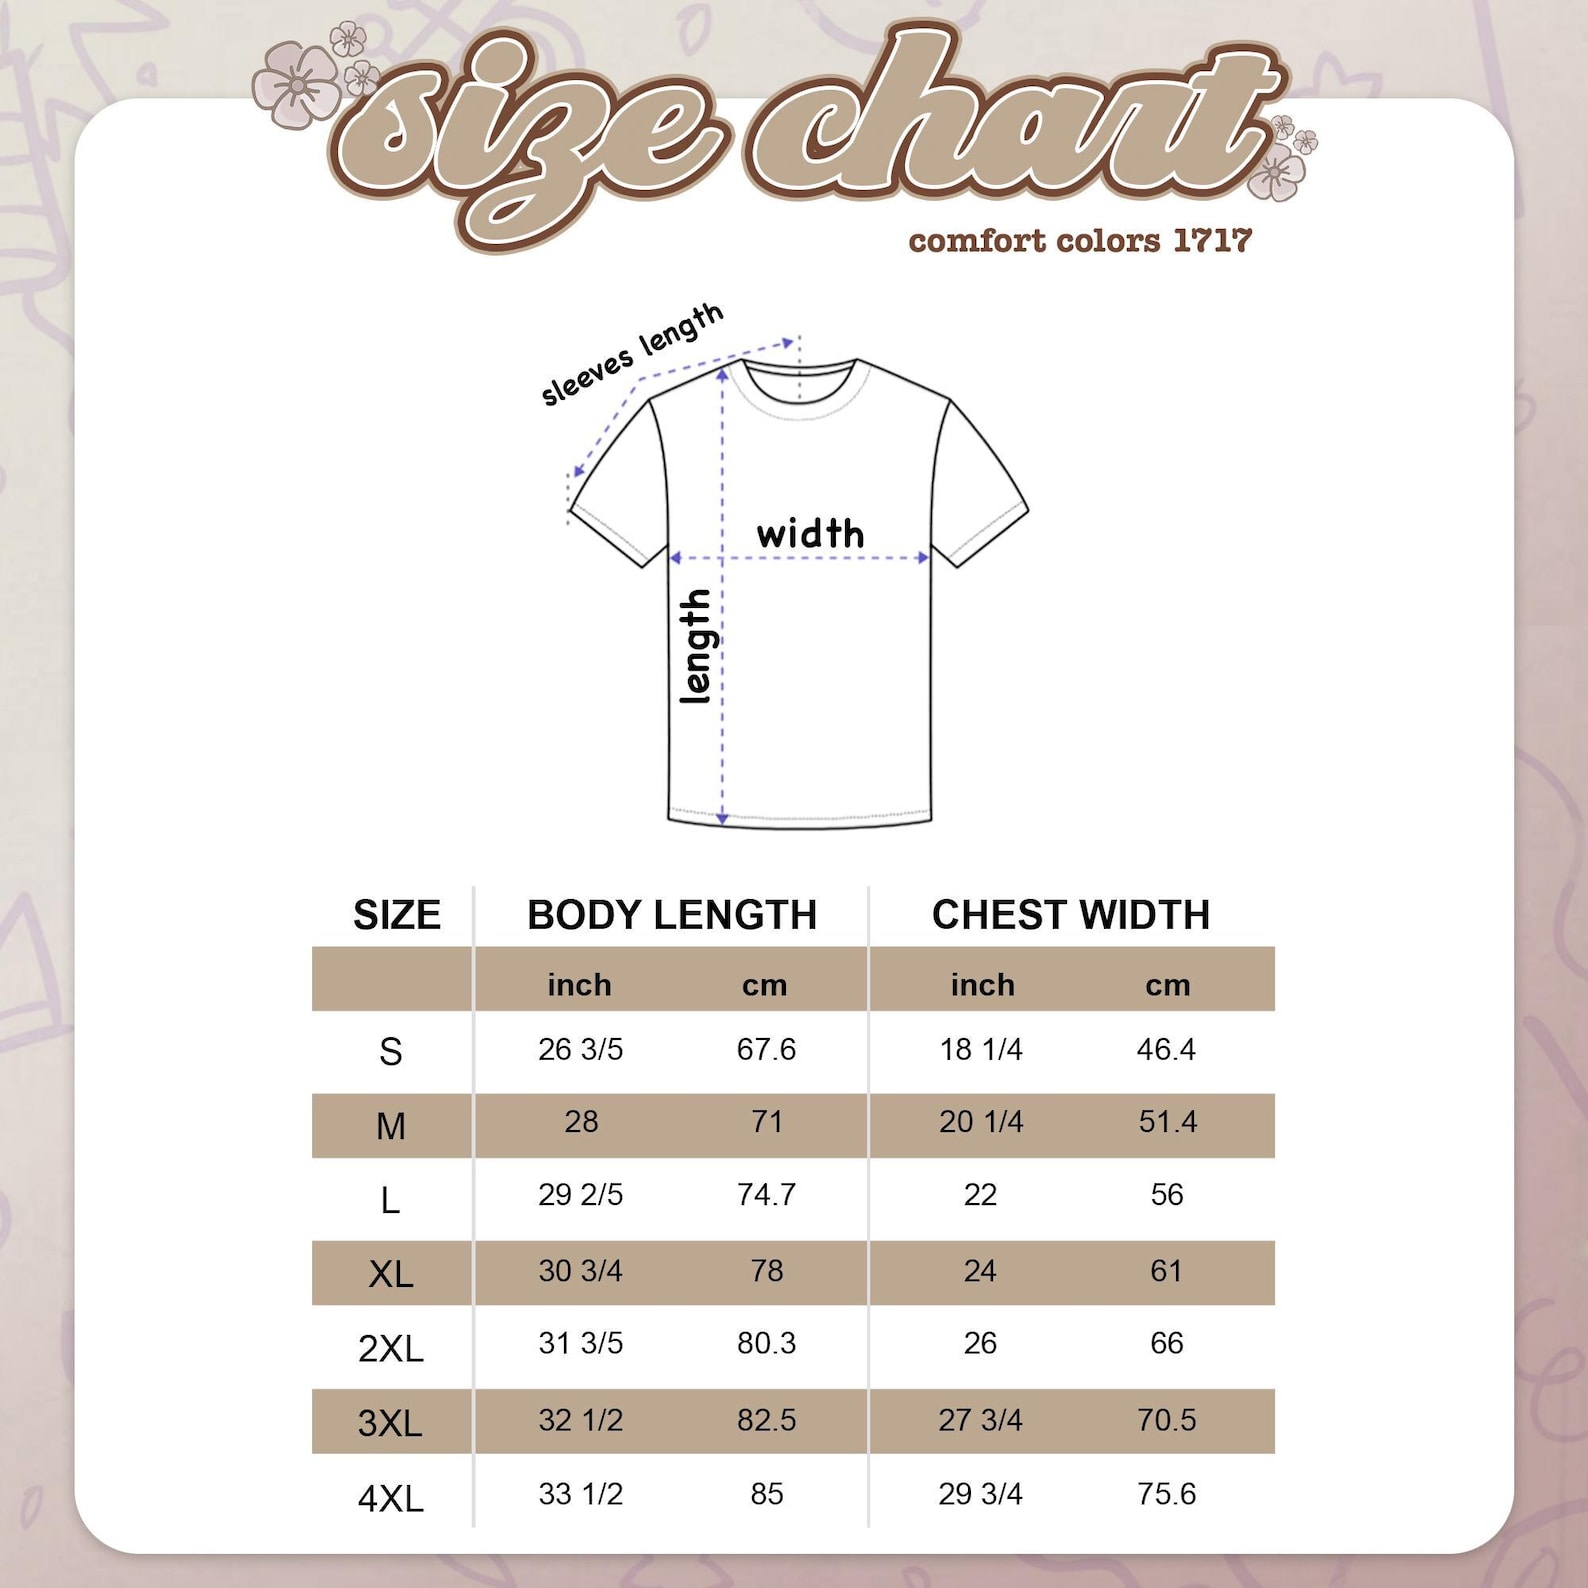 size chart
comfort colors 1717
sleeves length
width
length
SIZE BODY LENGTH CHEST WIDTH
inch cm inch cm
S 26 3/5 67.6 18 1/4 46.4
M 28 71 20 1/4 51.4
L 29 2/5 74.7 22 56
XL 30 3/4 78 24 61
2XL 31 3/5 80.3 26 66
3XL 32 1/2 82.5 27 3/4 70.5
4XL 33 1/2 85 29 3/4 75.6